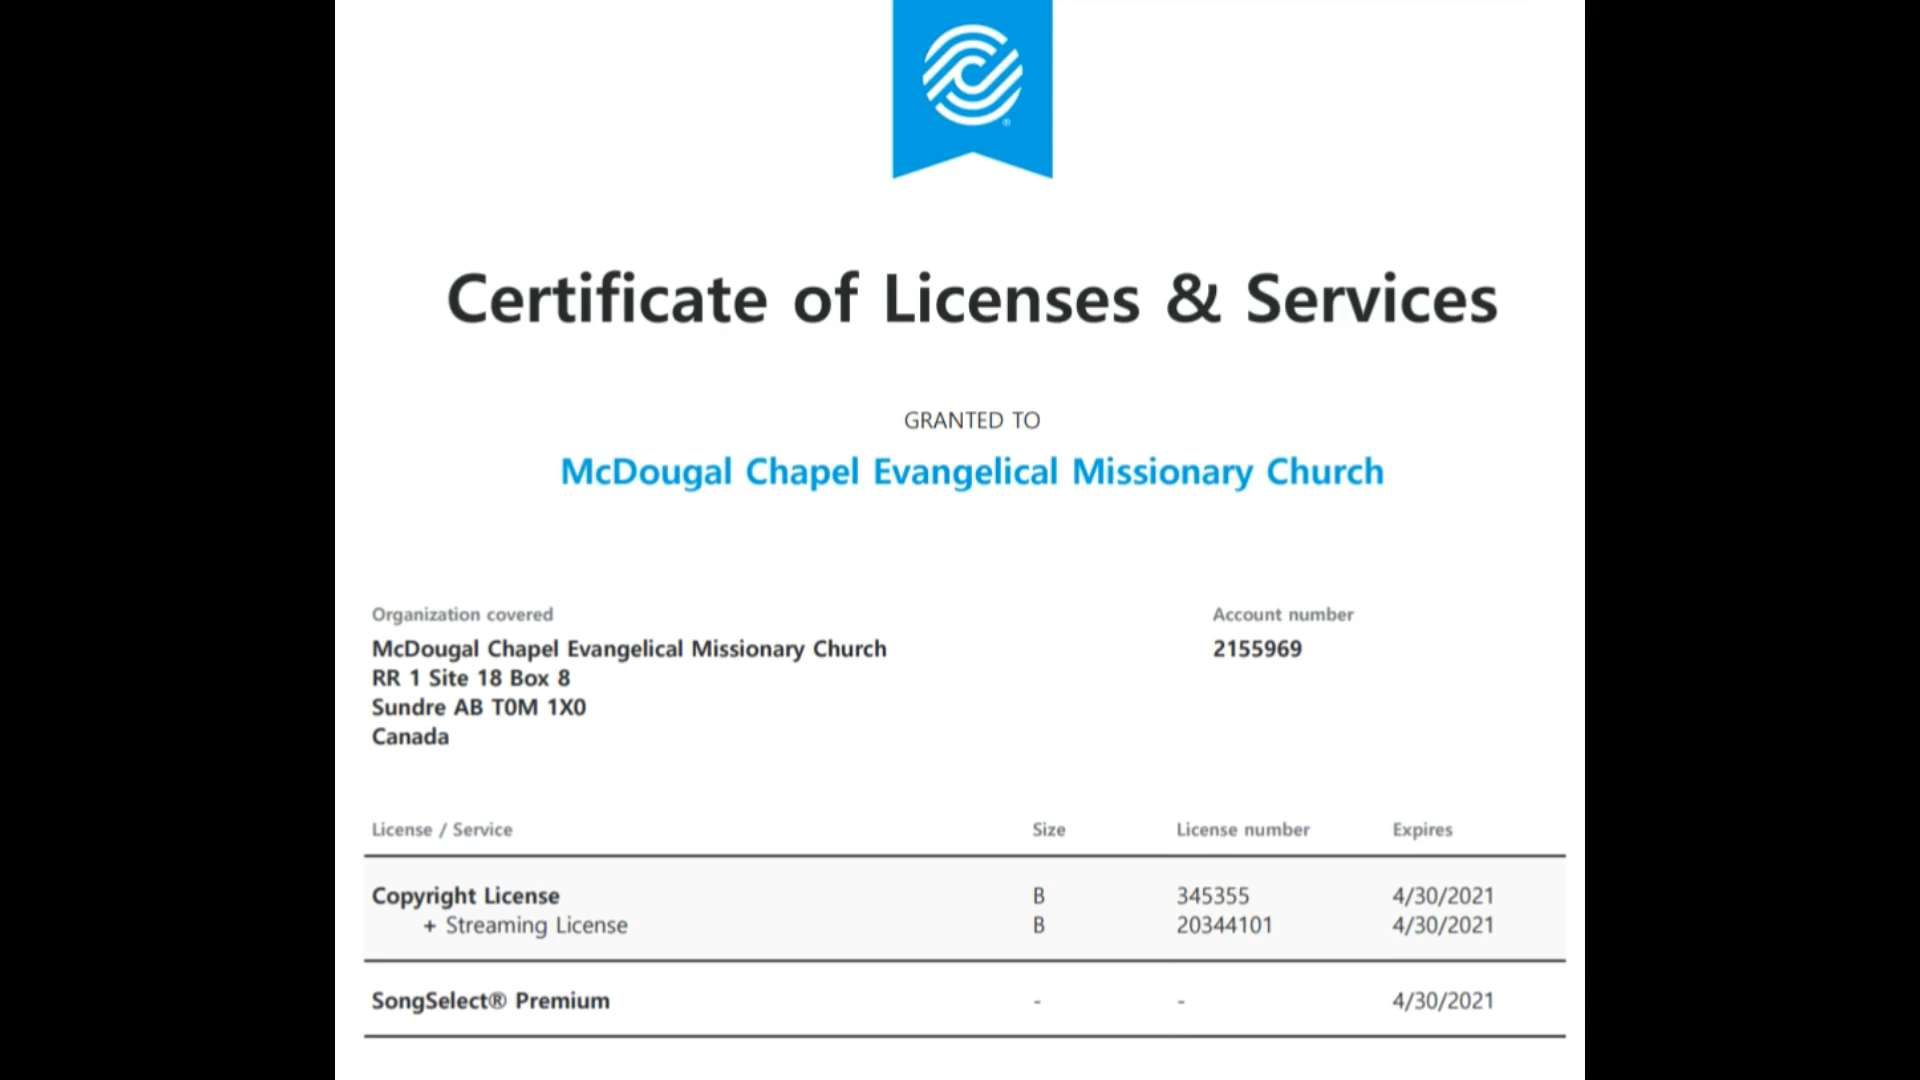 Certificate of Licenses & Services
GRANTED TO
McDougal Chapel Evangelical Missionary Church
Organization covered Account number
McDougal Chapel Evangelical Missionary Church 2155969
RR 1 Site 18 Box 8
Sundre AB T0M 1X0
Canada
License / Service Size License number Expires
Copyright License B 345355 4/30/2021
+ Streaming License B 20344101 4/30/2021
SongSelect® Premium - - 4/30/2021